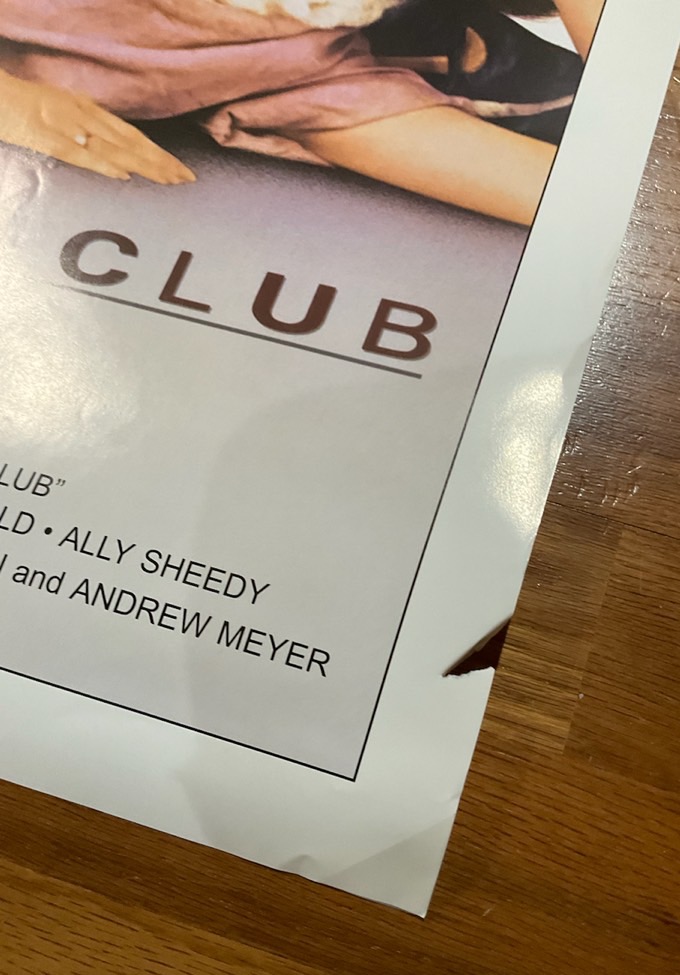 CLUB
LUB”
LD • ALLY SHEEDY
and ANDREW MEYER